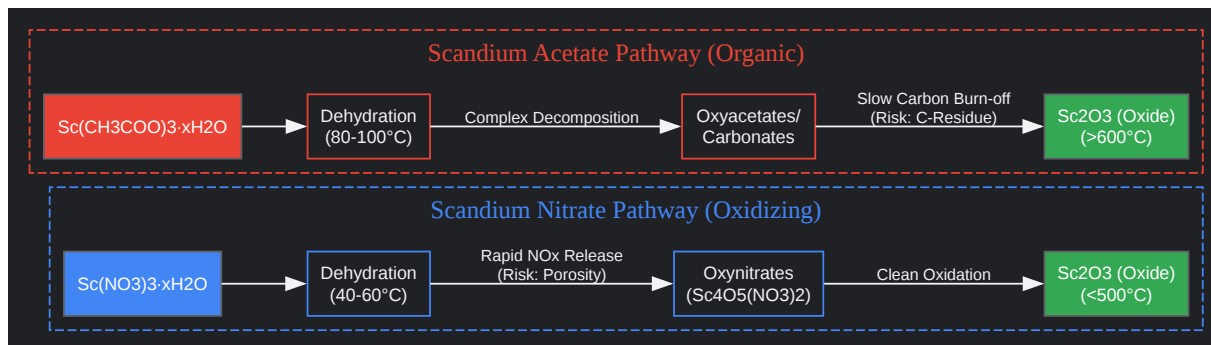 Scandium Acetate Pathway (Organic)
Sc(CH3COO)3·xH2O
Dehydration
(80-100°C)
Complex Decomposition
Oxyacetates/
Carbonates
Slow Carbon Burn-off
(Risk: C-Residue)
Sc2O3 (Oxide)
(>600°C)
Scandium Nitrate Pathway (Oxidizing)
Sc(NO3)3·xH2O
Dehydration
(40-60°C)
Rapid NOx Release
(Risk: Porosity)
Oxynitrates
(Sc4O5(NO3)2)
Clean Oxidation
Sc2O3 (Oxide)
(<500°C)